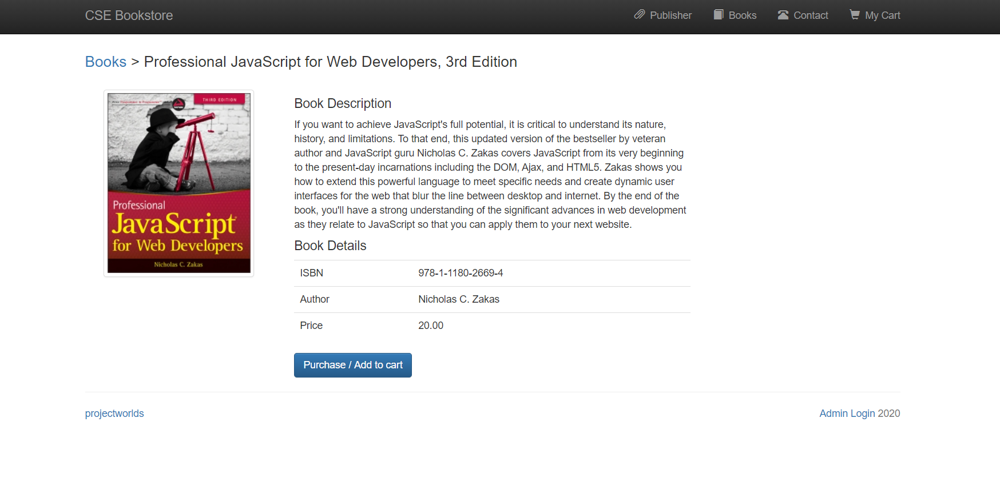 CSE Bookstore
Publisher
Books
Contact
My Cart
Books > Professional JavaScript for Web Developers, 3rd Edition
THIRD EDITION
Professional
JavaScript
for Web Developers
Nicholas C. Zakas
Book Description
If you want to achieve JavaScript's full potential, it is critical to understand its nature,
history, and limitations. To that end, this updated version of the bestseller by veteran
author and JavaScript guru Nicholas C. Zakas covers JavaScript from its very beginning
to the present-day incarnations including the DOM, Ajax, and HTML5. Zakas shows you
how to extend this powerful language to meet specific needs and create dynamic user
interfaces for the web that blur the line between desktop and internet. By the end of the
book, you'll have a strong understanding of the significant advances in web development
as they relate to JavaScript so that you can apply them to your next website.
Book Details
ISBN 978-1-1180-2669-4
Author Nicholas C. Zakas
Price 20.00
Purchase / Add to cart
projectworlds
Admin Login 2020